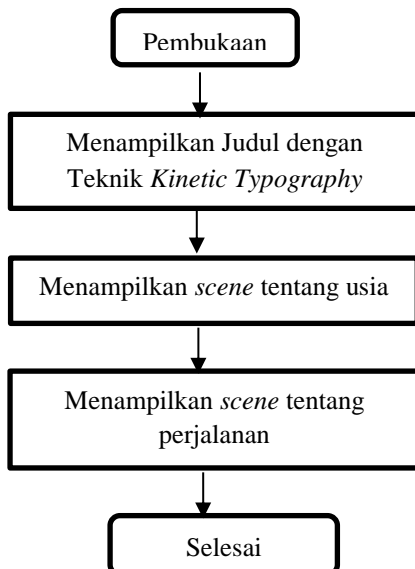 Pembukaan
Menampilkan Judul dengan
Teknik Kinetic Typography
Menampilkan scene tentang usia
Menampilkan scene tentang
perjalanan
Selesai